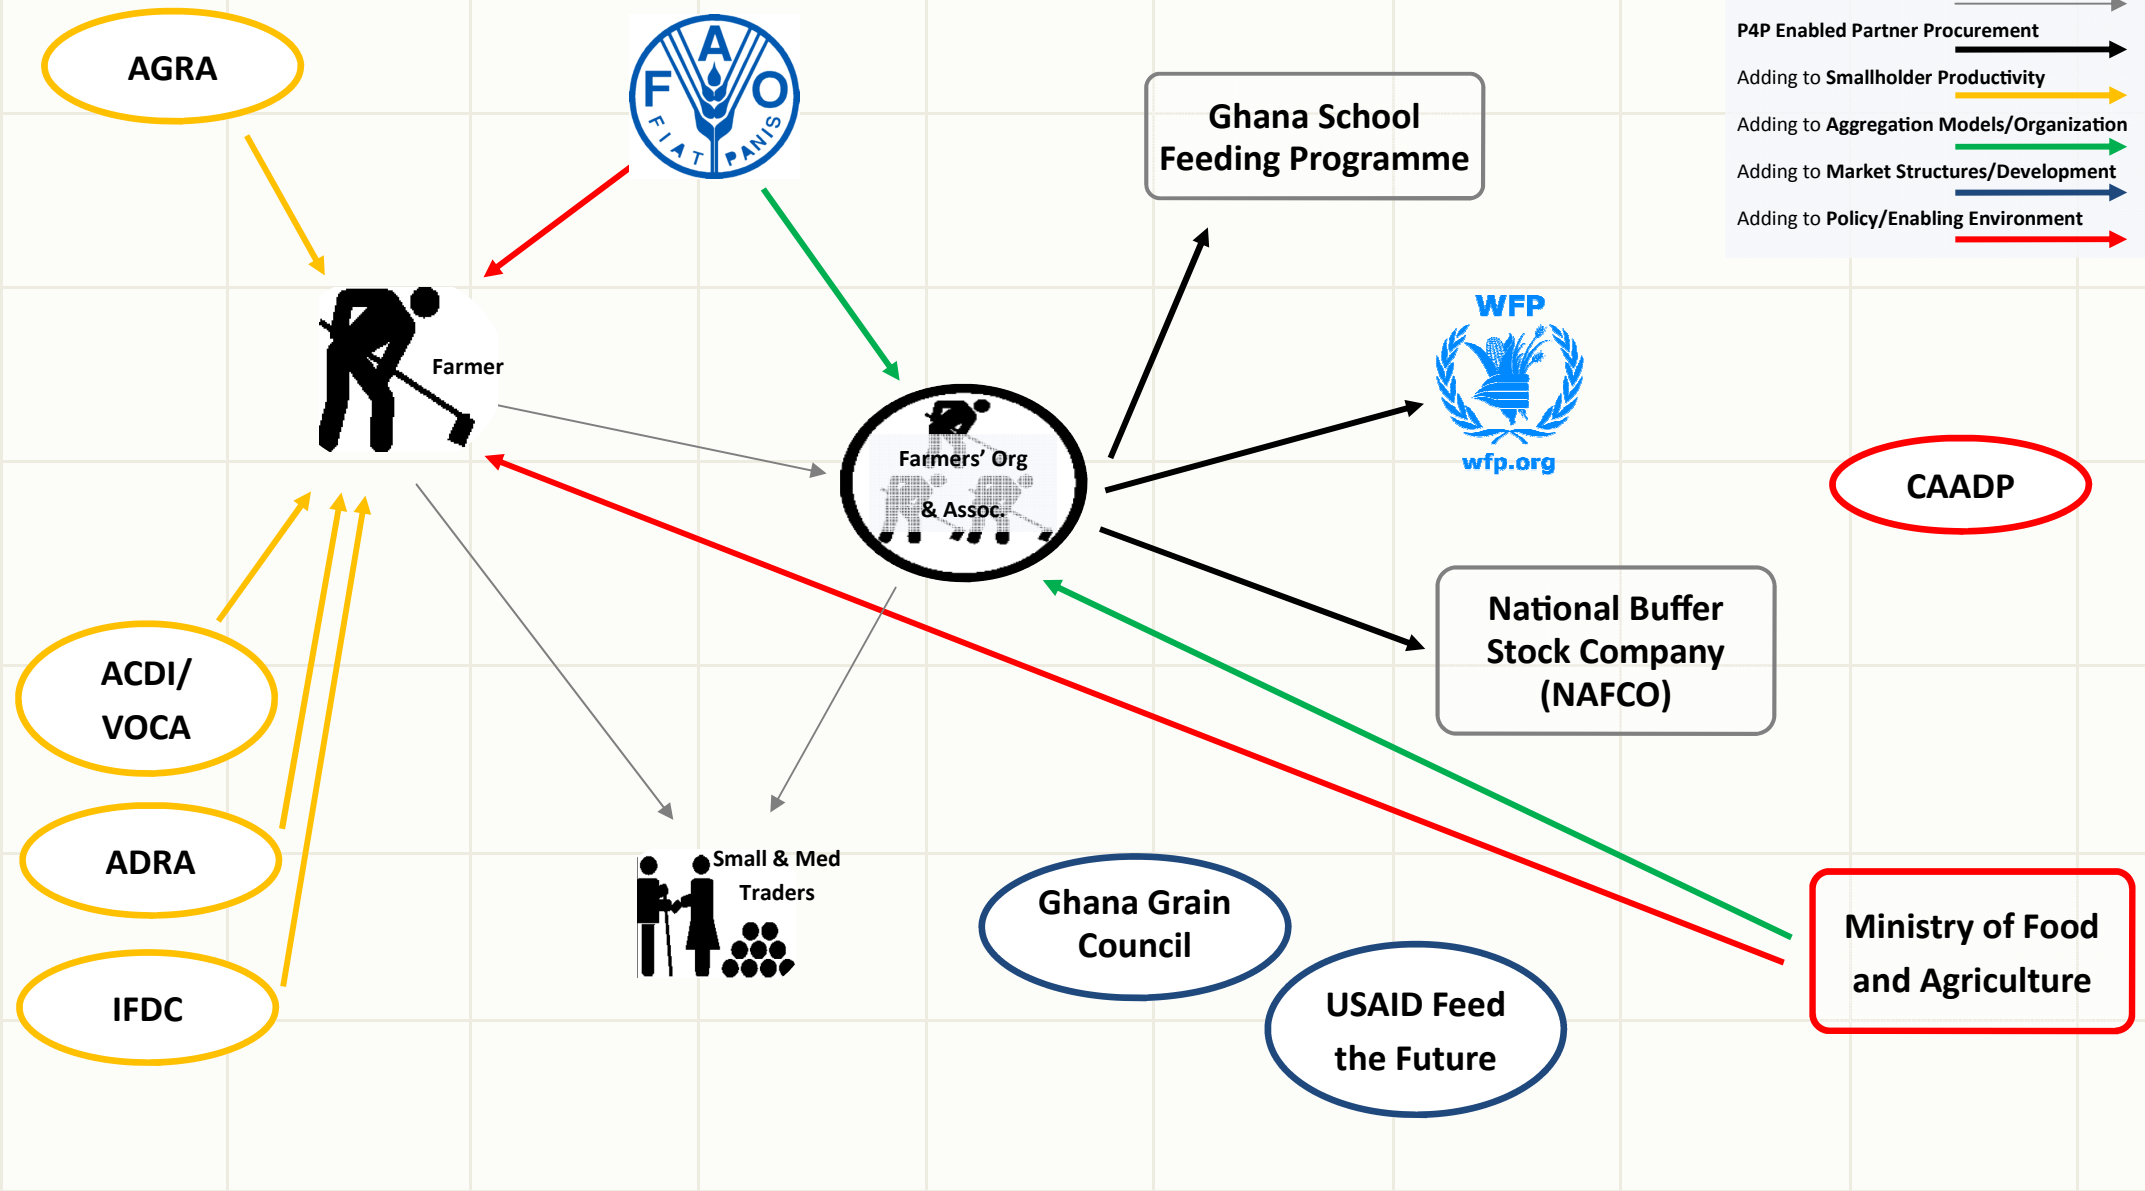 AGRA
F A O
FIAT PANIS
Ghana School
Feeding Programme
P4P Enabled Partner Procurement
Adding to Smallholder Productivity
Adding to Aggregation Models/Organization
Adding to Market Structures/Development
Adding to Policy/Enabling Environment
Farmer
WFP
wfp.org
Farmers’ Org
& Assoc.
CAADP
National Buffer
Stock Company
(NAFCO)
ACDI/
VOCA
ADRA
IFDC
Small & Med
Traders
Ghana Grain
Council
USAID Feed
the Future
Ministry of Food
and Agriculture